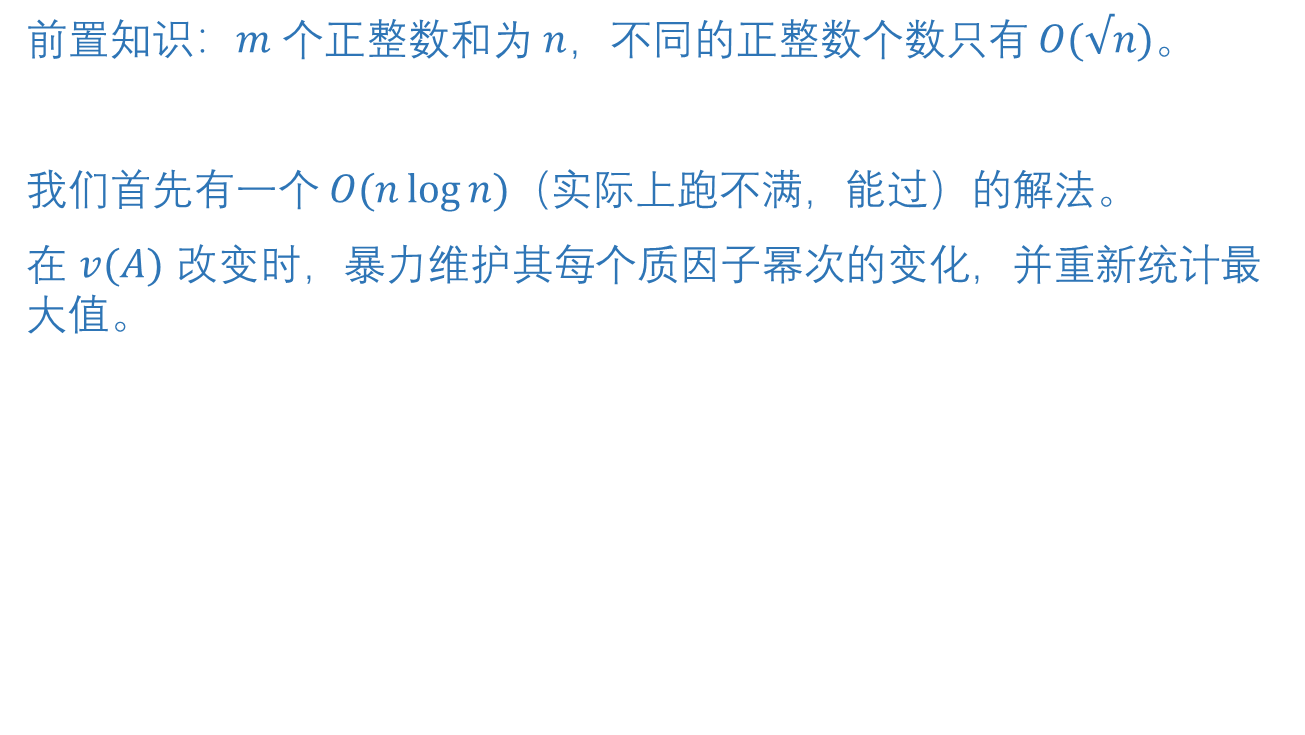 前置知识：m 个正整数和为 n，不同的正整数个数只有 O(√n)。
我们首先有一个 O(n log n)（实际上跑不满，能过）的解法。
在 v(A) 改变时，暴力维护其每个质因子幂次的变化，并重新统计最
大值。